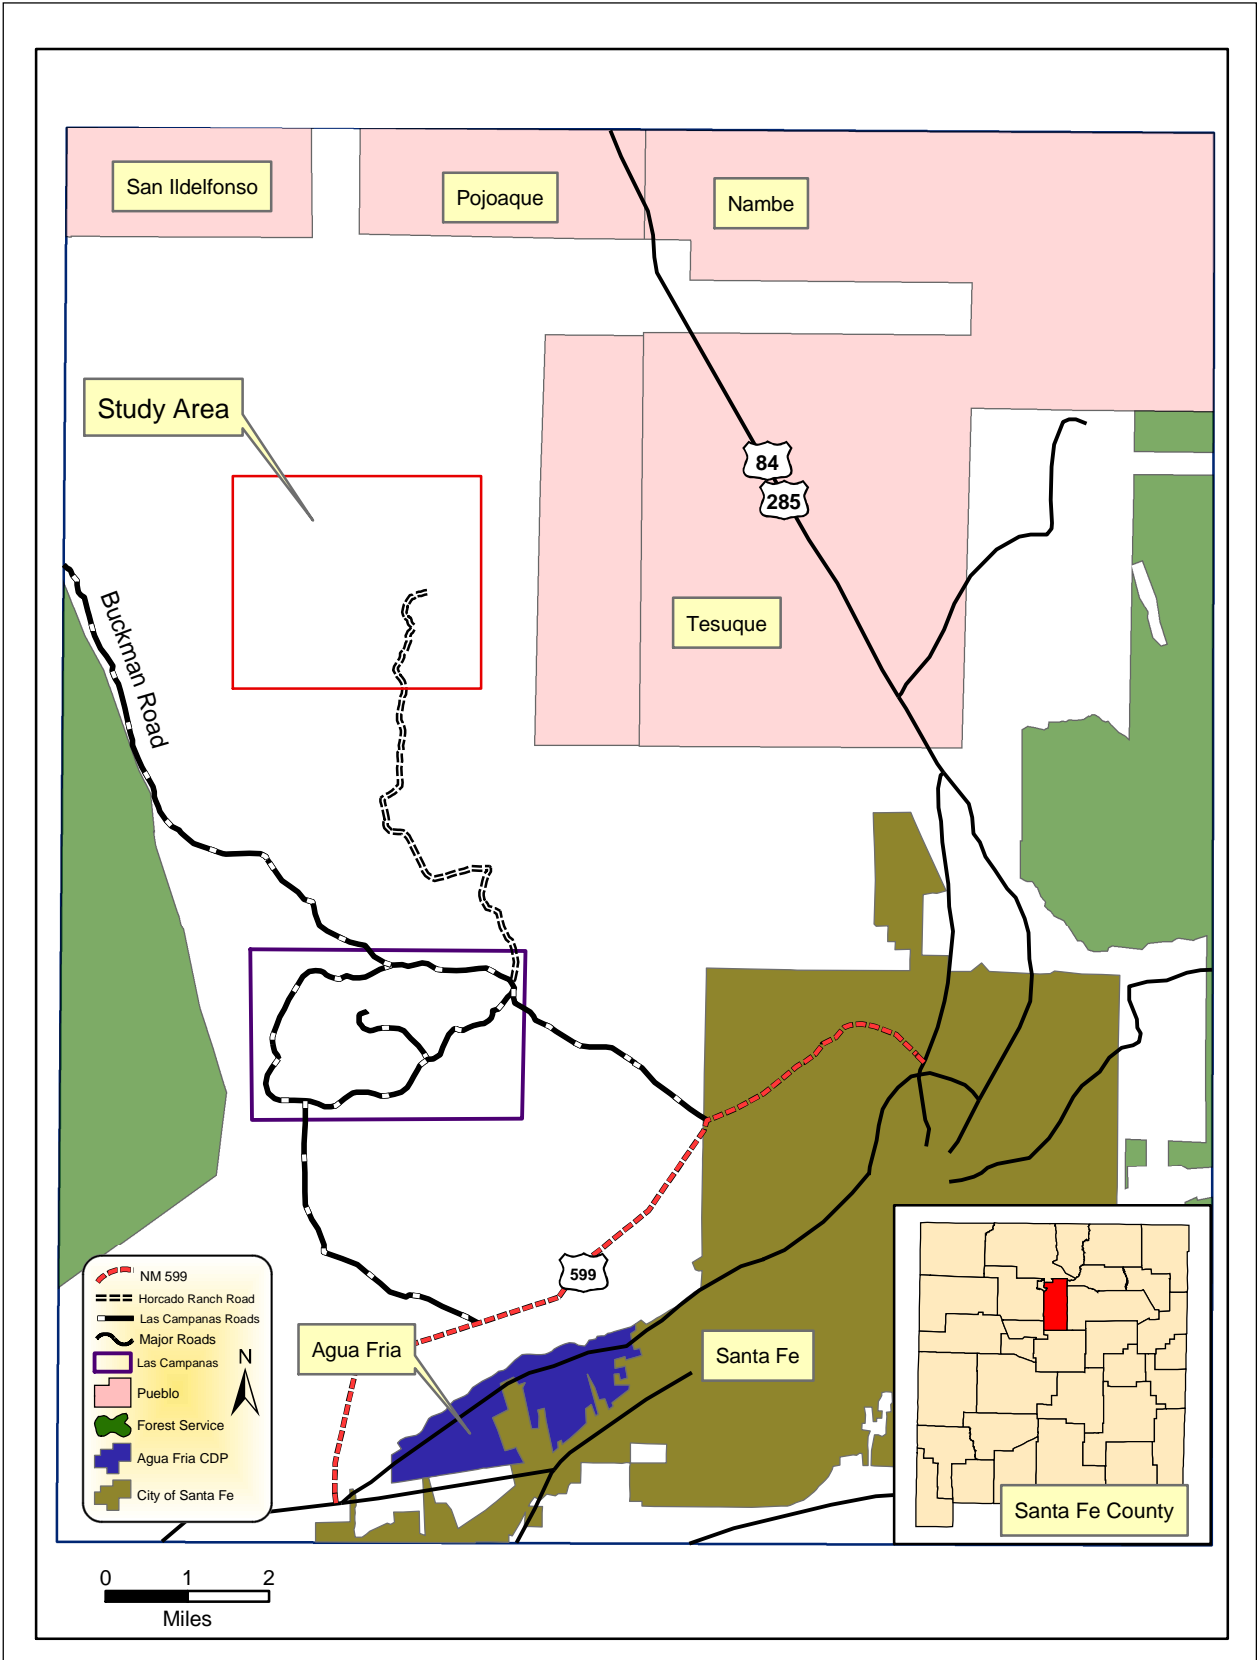 San Ildelfonso
Pojoaque
Nambe
Study Area
84
285
Buckman Road
Tesuque
599
NM 599
Horcado Ranch Road
Las Campanas Roads
Major Roads
Las Campanas
Pueblo
Forest Service
Agua Fria CDP
City of Santa Fe
N
Agua Fria
Santa Fe
Santa Fe County
0 1 2
Miles